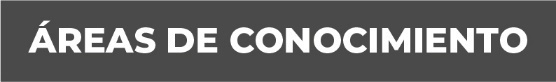 ÁREAS DE CONOCIMIENTO